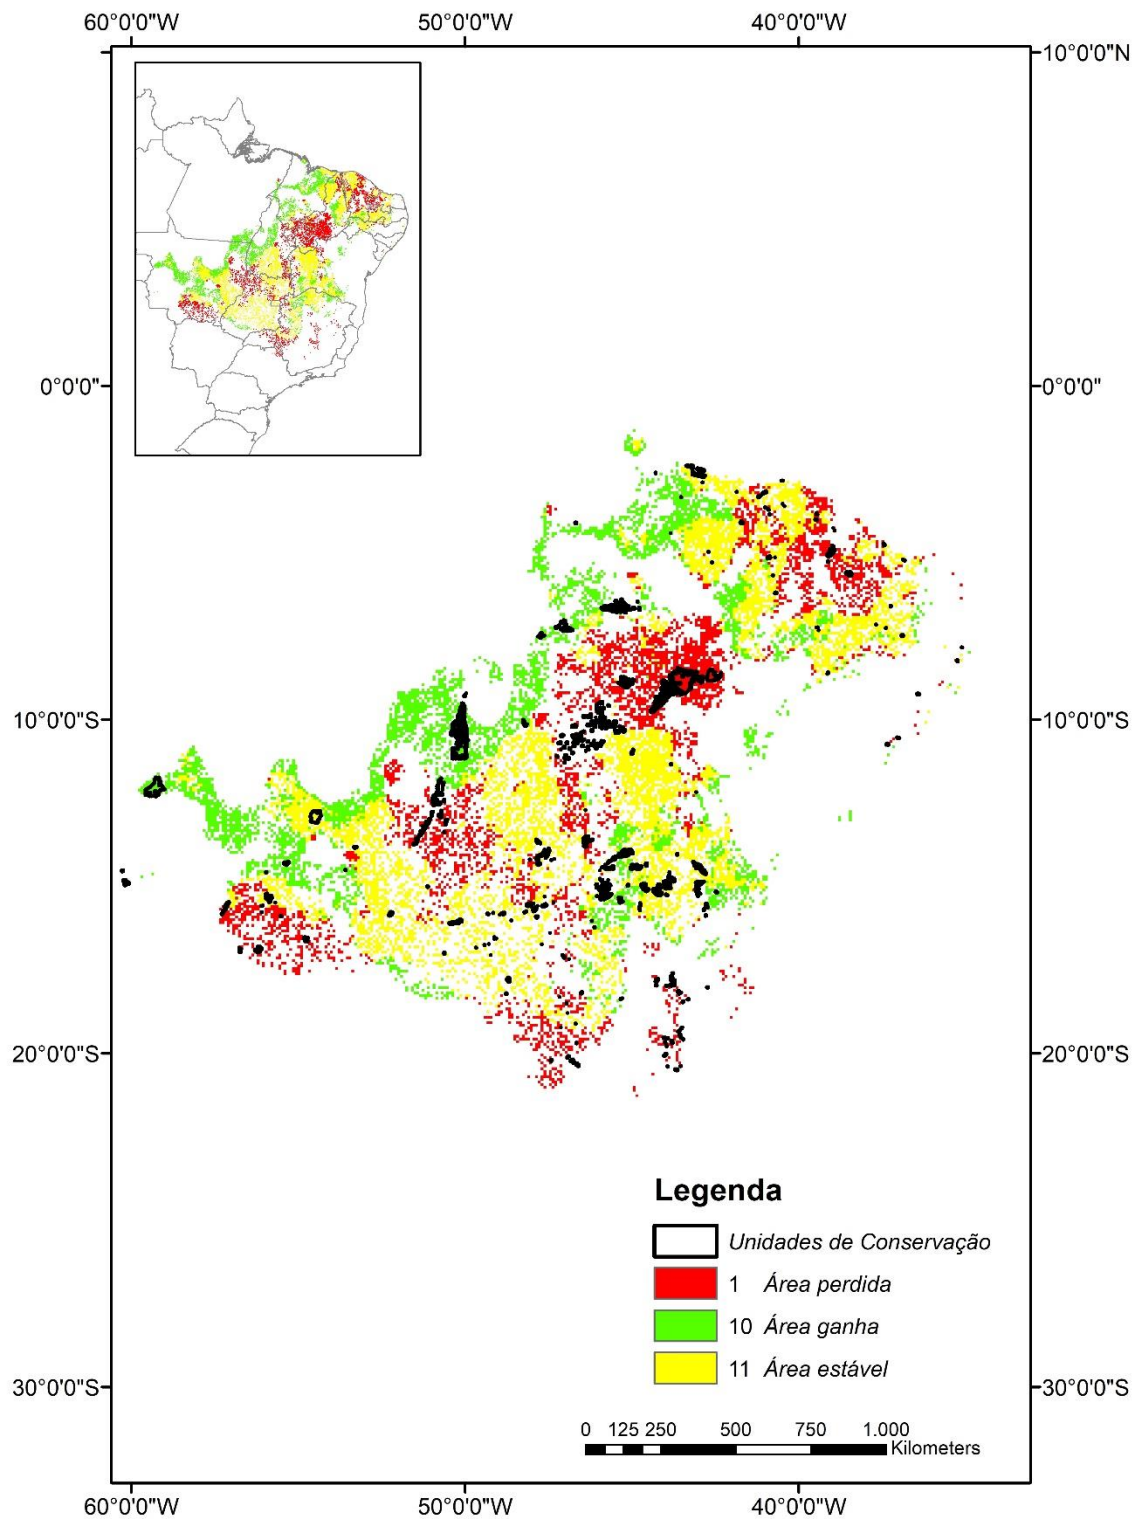 60°0'0"W 50°0'0"W 40°0'0"W
10°0'0"N
0°0'0" 0°0'0"
10°0'0"S 10°0'0"S
20°0'0"S 20°0'0"S
Legenda
Unidades de Conservação
1 Área perdida
10 Área ganha
11 Área estável
30°0'0"S 30°0'0"S
0 125 250 500 750 1.000
Kilometers
60°0'0"W 50°0'0"W 40°0'0"W